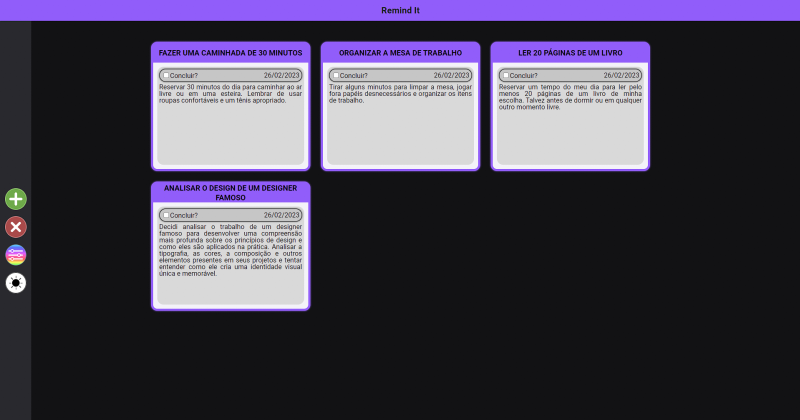 Remind It
FAZER UMA CAMINHADA DE 30 MINUTOS
Concluir? 26/02/2023
Reservar 30 minutos do dia para caminhar ao ar
livre ou em uma esteira. Lembrar de usar
roupas confortáveis e um tênis apropriado.
ORGANIZAR A MESA DE TRABALHO
Concluir? 26/02/2023
Tirar alguns minutos para limpar a mesa, jogar
fora papéis desnecessários e organizar os itens
de trabalho.
LER 20 PÁGINAS DE UM LIVRO
Concluir? 26/02/2023
Reservar um tempo do meu dia para ler pelo
menos 20 páginas de um livro de minha
escolha. Talvez antes de dormir ou em qualquer
outro momento livre.
ANALISAR O DESIGN DE UM DESIGNER
FAMOSO
Concluir? 26/02/2023
Decidi analisar o trabalho de um designer
famoso para desenvolver uma compreensão
mais profunda sobre os princípios de design e
como eles são aplicados na prática. Analisar a
tipografia, as cores, a composição e outros
elementos presentes em seus projetos e tentar
entender como ele cria uma identidade visual
única e memorável.